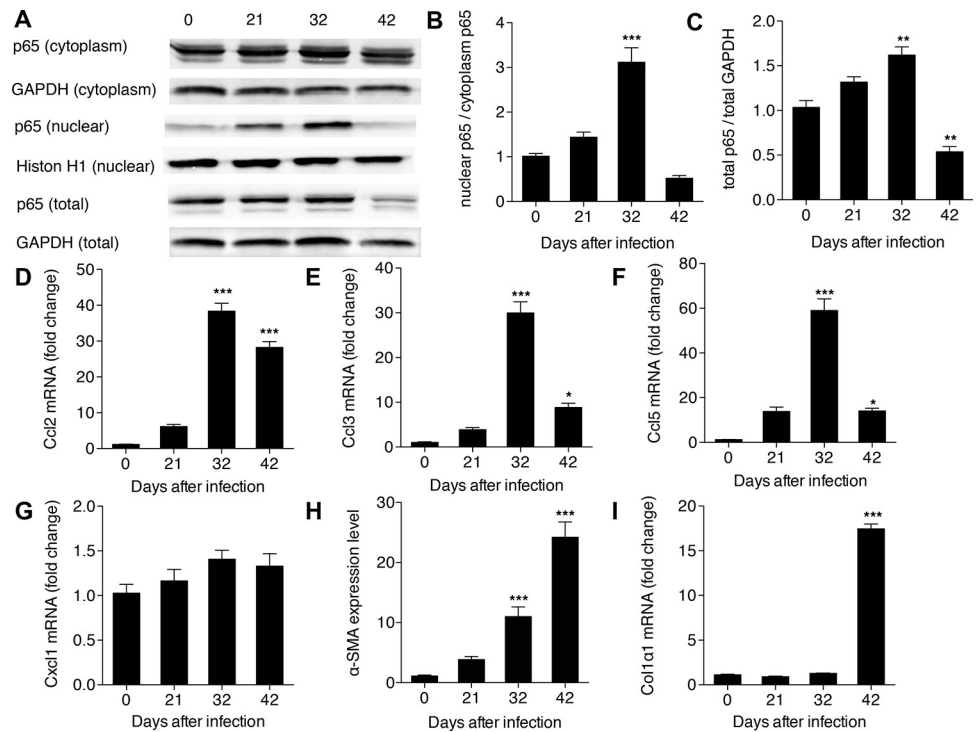 A
0 21 32 42
p65 (cytoplasm)
GAPDH (cytoplasm)
p65 (nuclear)
Histon H1 (nuclear)
p65 (total)
GAPDH (total)
B
nuclear p65 / cytoplasm p65
4
3
2
1
0
***
0 21 32 42
Days after infection
C
total p65 / total GAPDH
2.0
1.5
1.0
0.5
0.0
**
**
0 21 32 42
Days after infection
D
Ccl2 mRNA (fold change)
50
40
30
20
10
0
***
***
0 21 32 42
Days after infection
E
Ccl3 mRNA (fold change)
40
30
20
10
0
***
*
0 21 32 42
Days after infection
F
Ccl5 mRNA (fold change)
80
60
40
20
0
***
*
0 21 32 42
Days after infection
G
Cxcl1 mRNA (fold change)
2.0
1.5
1.0
0.5
0.0
0 21 32 42
Days after infection
H
α-SMA expression level
30
20
10
0
***
***
0 21 32 42
Days after infection
I
Col1α1 mRNA (fold change)
20
15
10
5
0
***
0 21 32 42
Days after infection